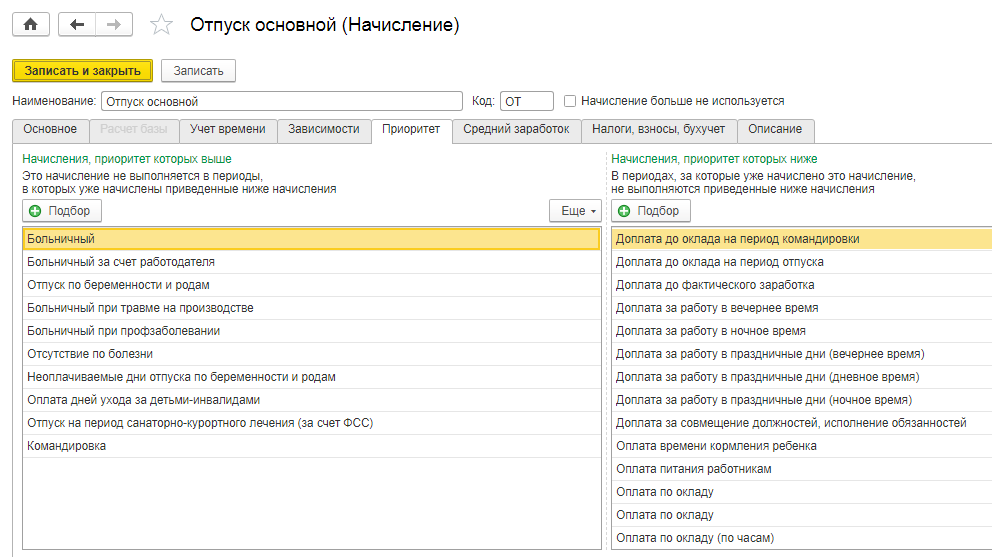 Отпуск основной (Начисление)
Записать и закрыть
Записать
Наименование: Отпуск основной Код: ОТ Начисление больше не используется
Основное Расчет базы Учет времени Зависимости Приоритет Средний заработок Налоги, взносы, бухучет Описание
Начисления, приоритет которых выше
Это начисление не выполняется в периоды,
в которых уже начислены приведенные ниже начисления
Подбор
Еще
Больничный
Больничный за счет работодателя
Отпуск по беременности и родам
Больничный при травме на производстве
Больничный при профзаболевании
Отсутствие по болезни
Неоплачиваемые дни отпуска по беременности и родам
Оплата дней ухода за детьми-инвалидами
Отпуск на период санаторно-курортного лечения (за счет ФСС)
Командировка
Начисления, приоритет которых ниже
В периодах, за которые уже начислено это начисление,
не выполняются приведенные ниже начисления
Подбор
Доплата до оклада на период командировки
Доплата до оклада на период отпуска
Доплата до фактического заработка
Доплата за работу в вечернее время
Доплата за работу в ночное время
Доплата за работу в праздничные дни (вечернее время)
Доплата за работу в праздничные дни (дневное время)
Доплата за работу в праздничные дни (ночное время)
Доплата за совмещение должностей, исполнение обязанностей
Оплата времени кормления ребенка
Оплата питания работникам
Оплата по окладу
Оплата по окладу
Оплата по окладу (по часам)